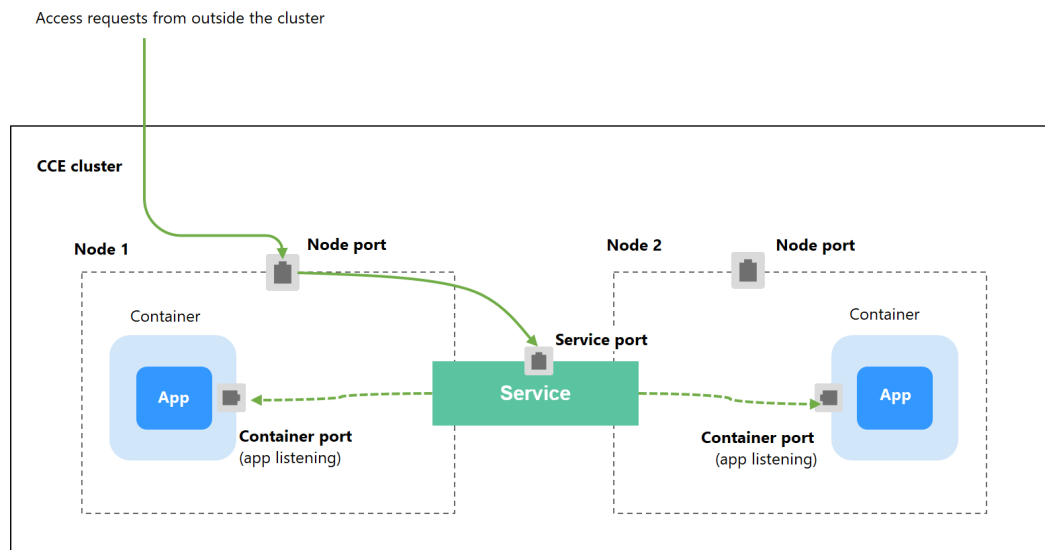 Access requests from outside the cluster
CCE cluster
Node 1
Node port
Node 2
Node port
Container
Container
Service port
App
Service
App
Container port
(app listening)
Container port
(app listening)